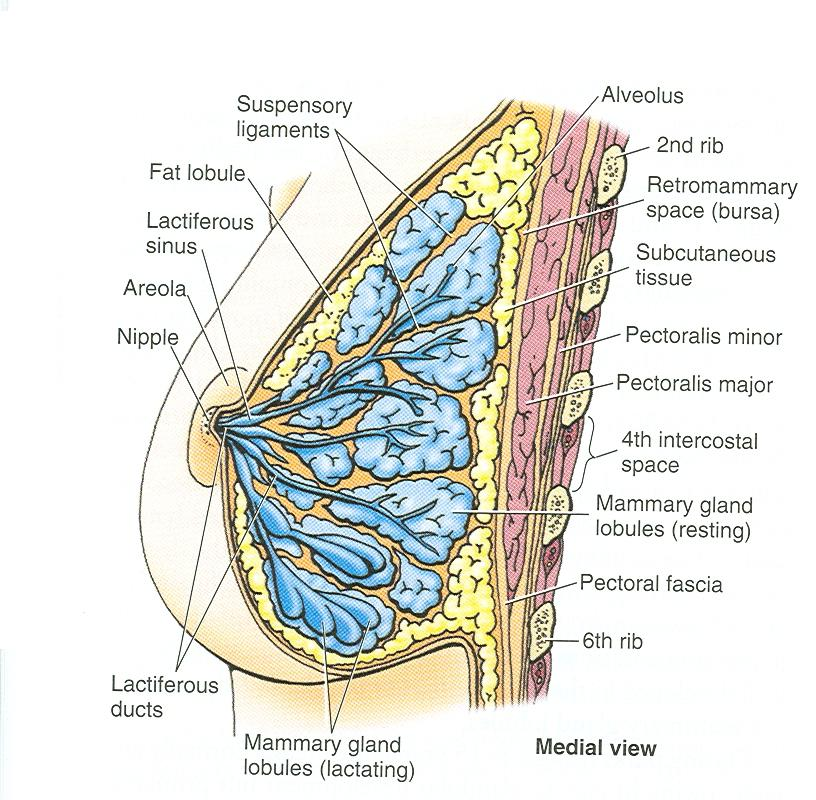 Suspensory
ligaments
Fat lobule
Lactiferous
sinus
Areola
Nipple
Lactiferous
ducts
Mammary gland
lobules (lactating)
Alveolus
2nd rib
Retromammary
space (bursa)
Subcutaneous
tissue
Pectoralis minor
Pectoralis major
4th intercostal
space
Mammary gland
lobules (resting)
Pectoral fascia
6th rib
Medial view